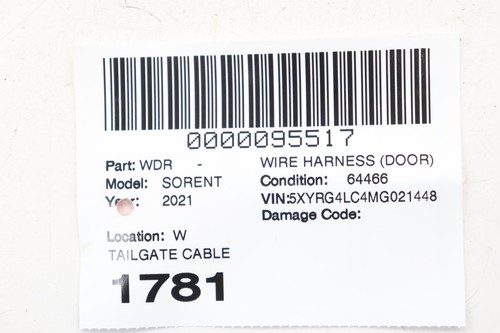 0000095517
Part: WDR - WIRE HARNESS (DOOR)
Model: SORENT Condition: 64466
Year: 2021 VIN:5XYRG4LC4MG021448
Damage Code:
Location: W
TAILGATE CABLE
1781